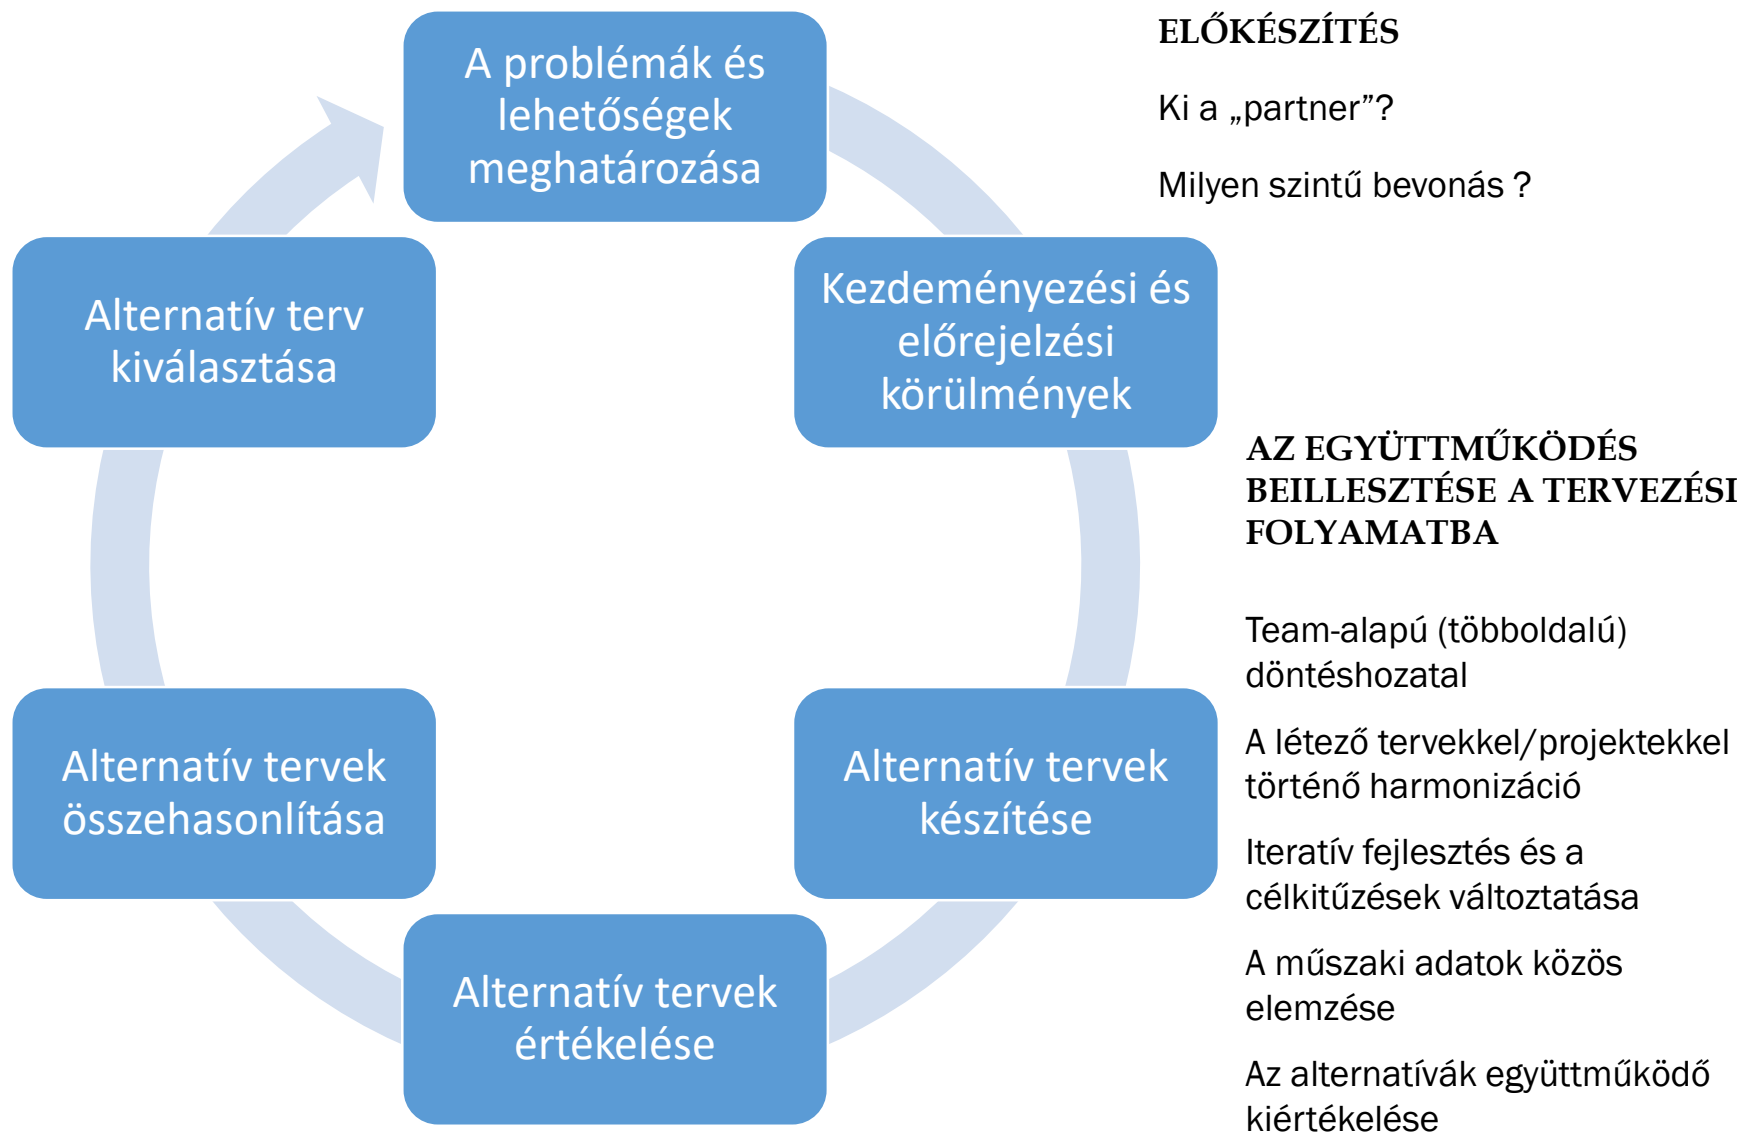 A problémák és
lehetőségek
meghatározása
Kezdeményezési és
előrejelzési
körülmények
Alternatív tervek
készítése
Alternatív tervek
értékelése
Alternatív tervek
összehasonlítása
Alternatív terv
kiválasztása
ELŐKÉSZÍTÉS
Ki a „partner”?
Milyen szintű bevonás ?
AZ EGYÜTTMŰKÖDÉS
BEILLESZTÉSE A TERVEZÉSI
FOLYAMATBA
Team-alapú (többoldalú)
döntéshozatal
A létező tervekkel/projektekkel
történő harmonizáció
Iteratív fejlesztés és a
célkitűzések változtatása
A műszaki adatok közös
elemzése
Az alternatívák együttműködő
kiértékelése